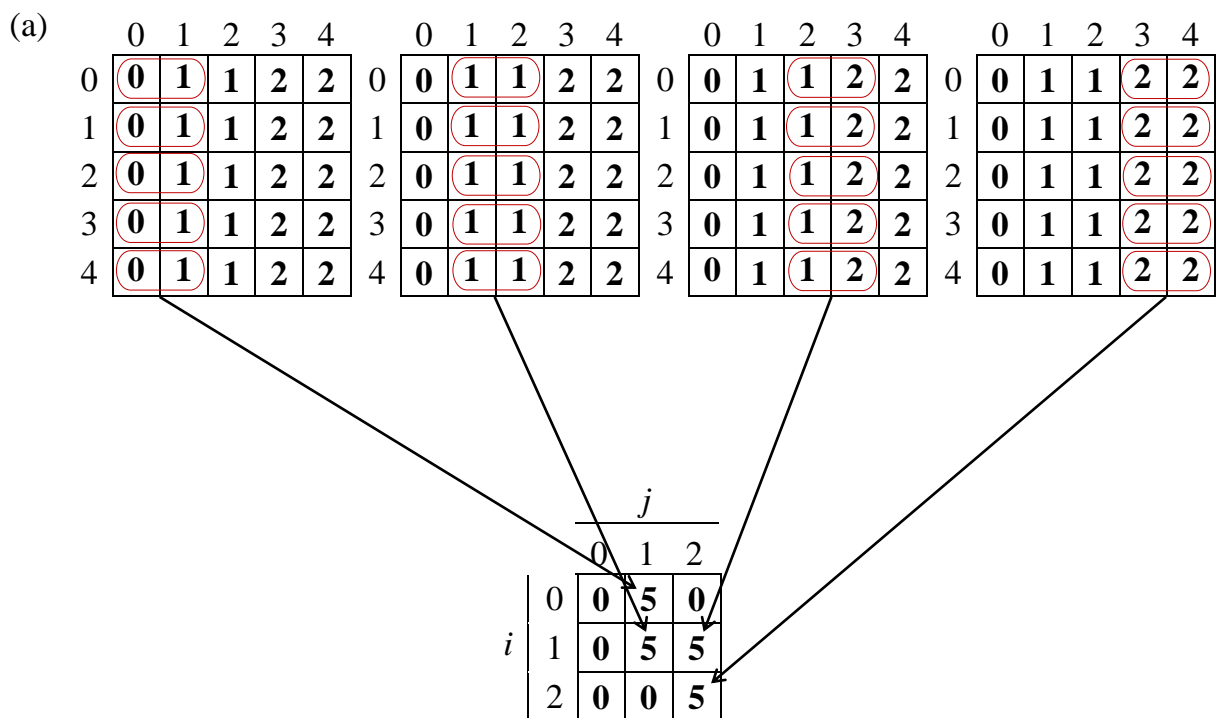 (a)
0 1 2 3 4 0 1 2 3 4 0 1 2 3 4 0 1 2 3 4
0 0 1 1 2 2 0 0 1 1 2 2 0 0 1 1 2 2 0 0 1 1 2 2
1 0 1 1 2 2 1 0 1 1 2 2 1 0 1 1 2 2 1 0 1 1 2 2
2 0 1 1 2 2 2 0 1 1 2 2 2 0 1 1 2 2 2 0 1 1 2 2
3 0 1 1 2 2 3 0 1 1 2 2 3 0 1 1 2 2 3 0 1 1 2 2
4 0 1 1 2 2 4 0 1 1 2 2 4 0 1 1 2 2 4 0 1 1 2 2
j
0 1 2
0 0 5 0
i 1 0 5 5
2 0 0 5